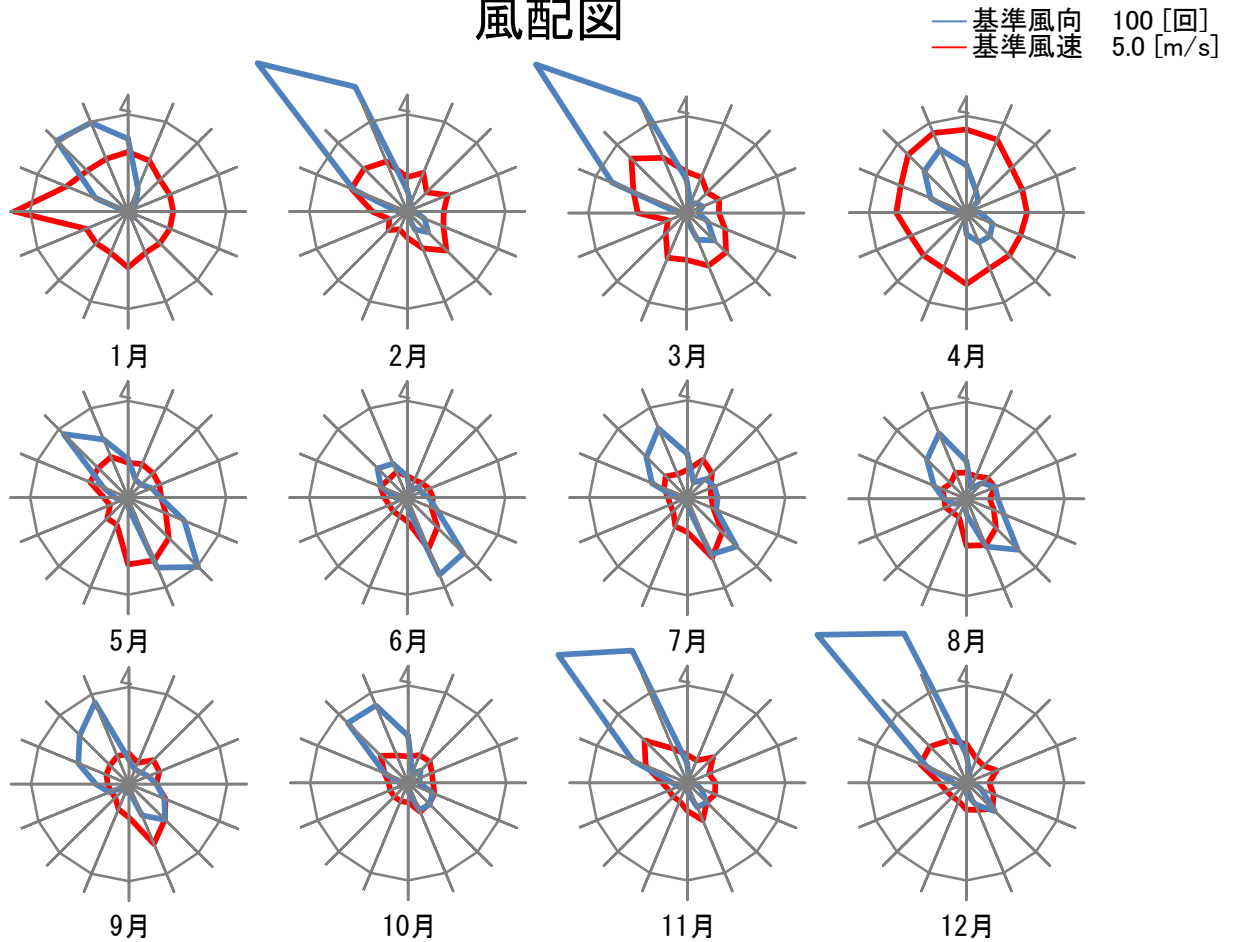 風配図
基準風向 100 [回]
基準風速 5.0 [m/s]
1月
2月
3月
4月
5月
6月
7月
8月
9月
10月
11月
12月